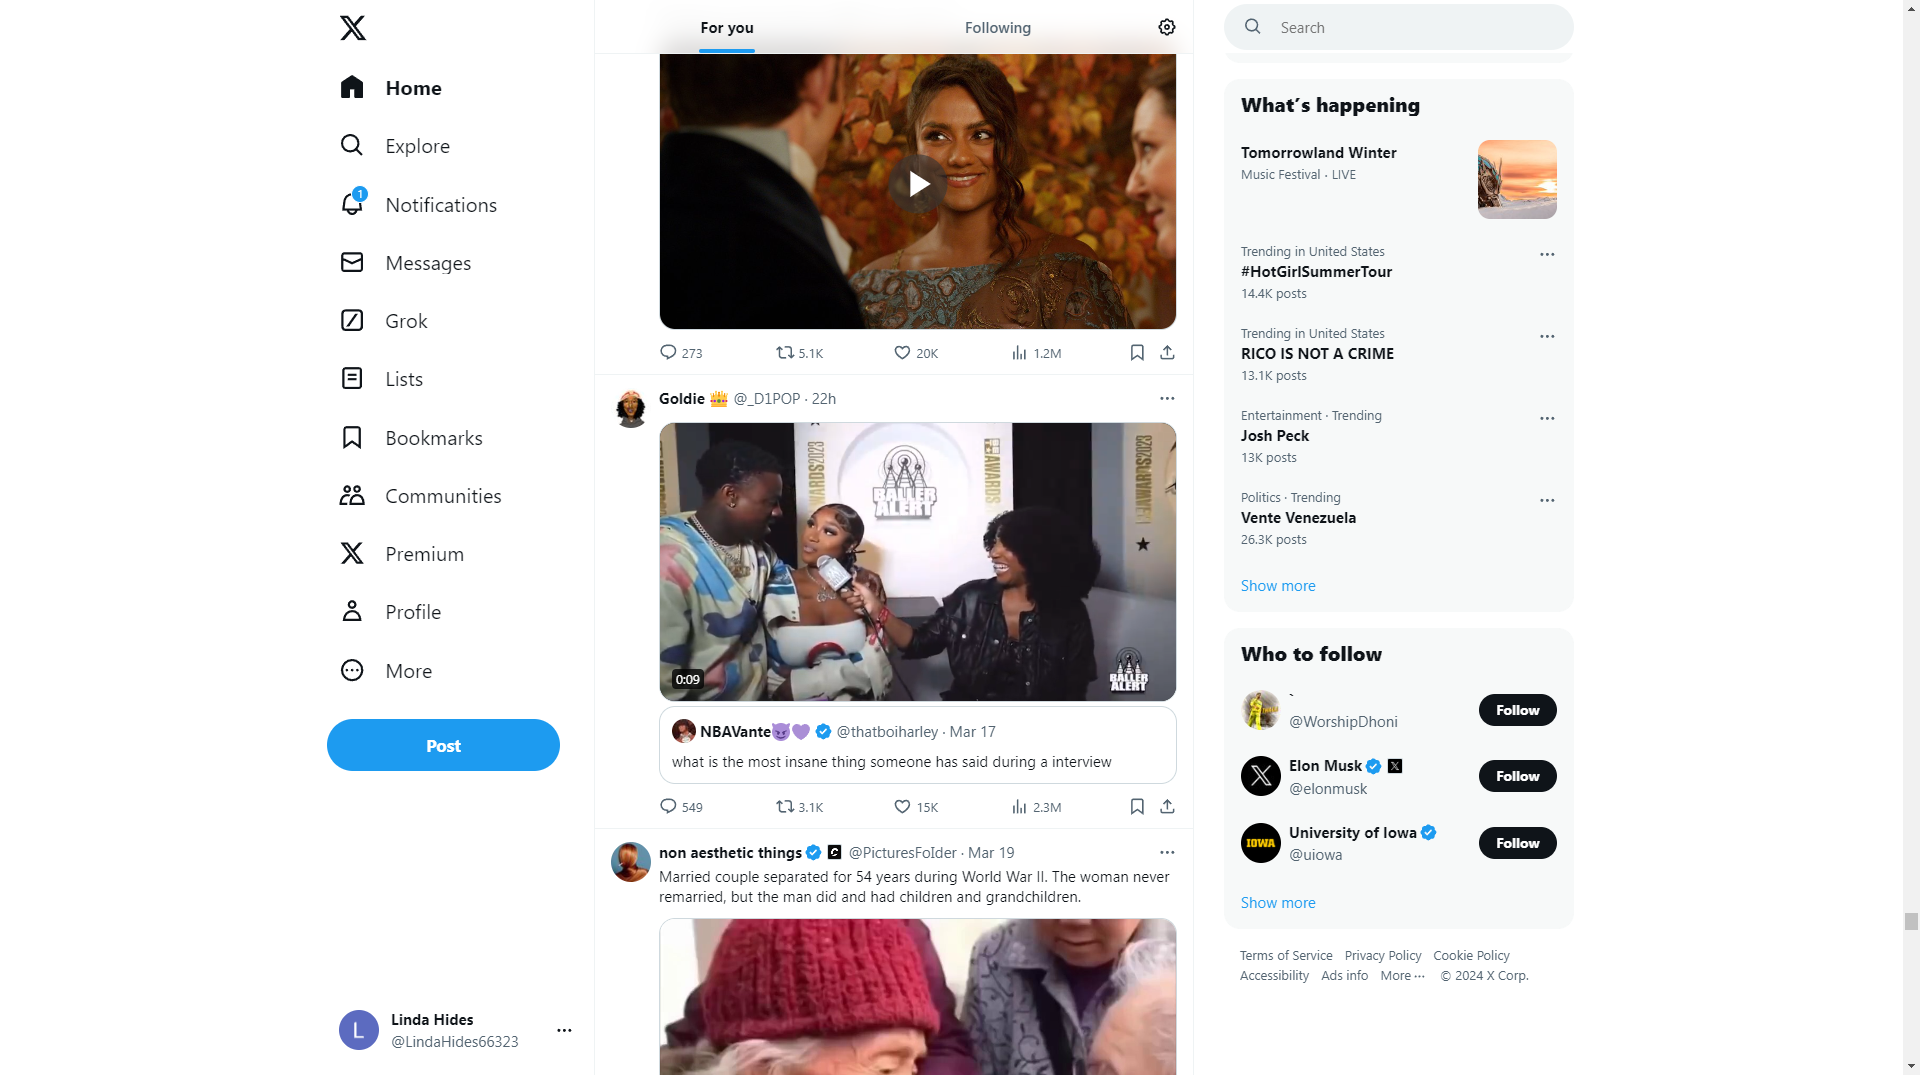 Home
Explore
1
Notifications
Messages
Grok
Lists
Bookmarks
Communities
Premium
Profile
More
Post
L
Linda Hides
@LindaHides66323
For you
Following
273
5.1K
20K
1.2M
Goldie 👑 @_D1POP · 22h
AWARDS2023
AWARDS
BALLER
ALERT
0:09
BALLER
ALERT
NBAVante😈💜 @thatboiharley · Mar 17
what is the most insane thing someone has said during a interview
549
3.1K
15K
2.3M
non aesthetic things @PicturesFoIder · Mar 19
Married couple separated for 54 years during World War II. The woman never
remarried, but the man did and had children and grandchildren.
Search
What’s happening
Tomorrowland Winter
Music Festival · LIVE
Trending in United States
#HotGirlSummerTour
14.4K posts
Trending in United States
RICO IS NOT A CRIME
13.1K posts
Entertainment · Trending
Josh Peck
13K posts
Politics · Trending
Vente Venezuela
26.3K posts
Show more
Who to follow
`
@WorshipDhoni
Follow
Elon Musk
@elonmusk
Follow
IOWA
University of Iowa
@uiowa
Follow
Show more
Terms of Service Privacy Policy Cookie Policy
Accessibility Ads info More ··· © 2024 X Corp.